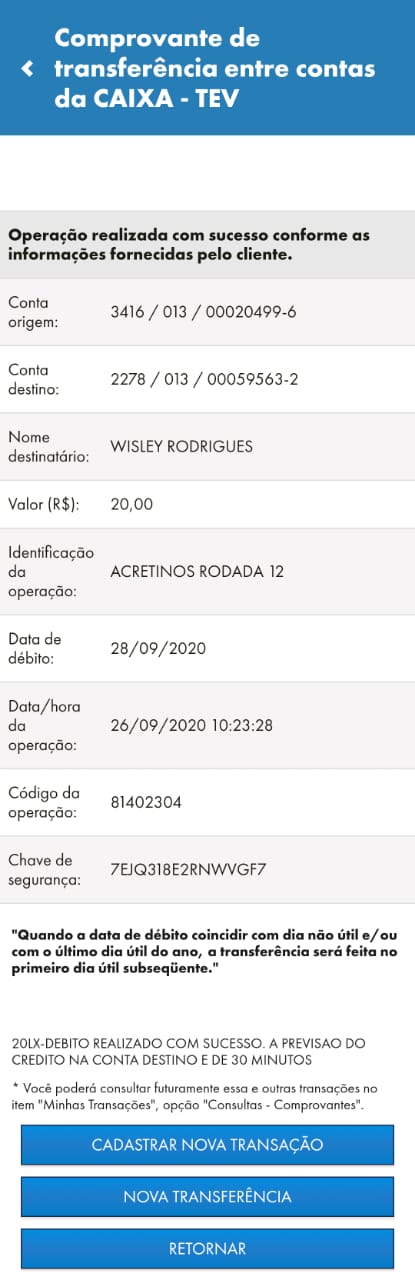 Comprovante de
transferência entre contas
da CAIXA - TEV
Operação realizada com sucesso conforme as
informações fornecidas pelo cliente.
Conta
origem:
3416 / 013 / 00020499-6
Conta
destino:
2278 / 013 / 00059563-2
Nome
destinatário:
WISLEY RODRIGUES
Valor (R$):
20,00
Identificação
da
operação:
ACRETINOS RODADA 12
Data de
débito:
28/09/2020
Data/hora
da
operação:
26/09/2020 10:23:28
Código da
operação:
81402304
Chave de
segurança:
7EJQ318E2RNWVGF7
"Quando a data de débito coincidir com dia não útil e/ou
com o último dia útil do ano, a transferência será feita no
primeiro dia útil subseqüente."
20LX-DEBITO REALIZADO COM SUCESSO. A PREVISAO DO
CREDITO NA CONTA DESTINO E DE 30 MINUTOS
* Você poderá consultar futuramente essa e outras transações no
item "Minhas Transações", opção "Consultas - Comprovantes".
CADASTRAR NOVA TRANSAÇÃO
NOVA TRANSFERÊNCIA
RETORNAR